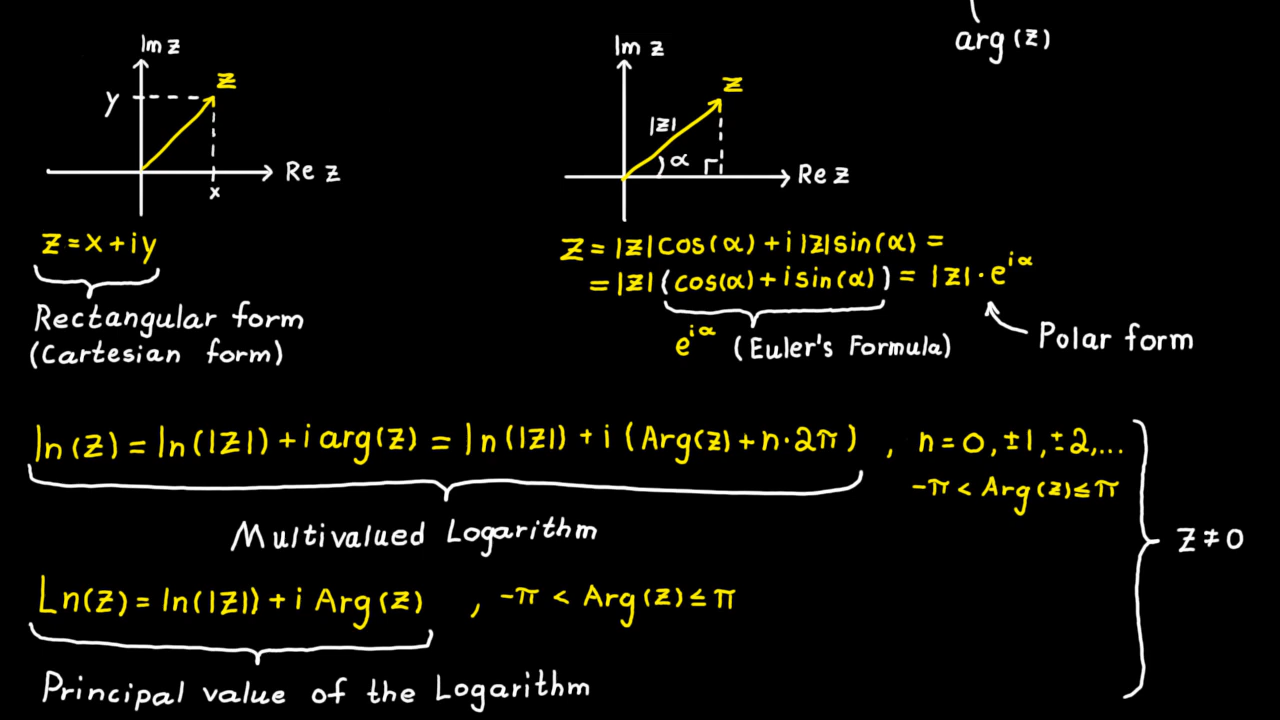 arg(z)
Im z
z
y
Re z
x
Im z
z
|z|
α
Re z
z = x + iy
Rectangular form
(Cartesian form)
z = |z|cos(α) + i|z|sin(α) =
= |z|(cos(α) + i sin(α)) = |z|·e^{iα}
e^{iα} (Euler's Formula)
Polar form
ln(z) = ln(|z|) + i arg(z) = ln(|z|) + i (Arg(z) + n·2π) , n = 0, ±1, ±2,...
-π < Arg(z) ≤ π
Multivalued Logarithm
z ≠ 0
Ln(z) = ln(|z|) + i Arg(z) , -π < Arg(z) ≤ π
Principal value of the Logarithm